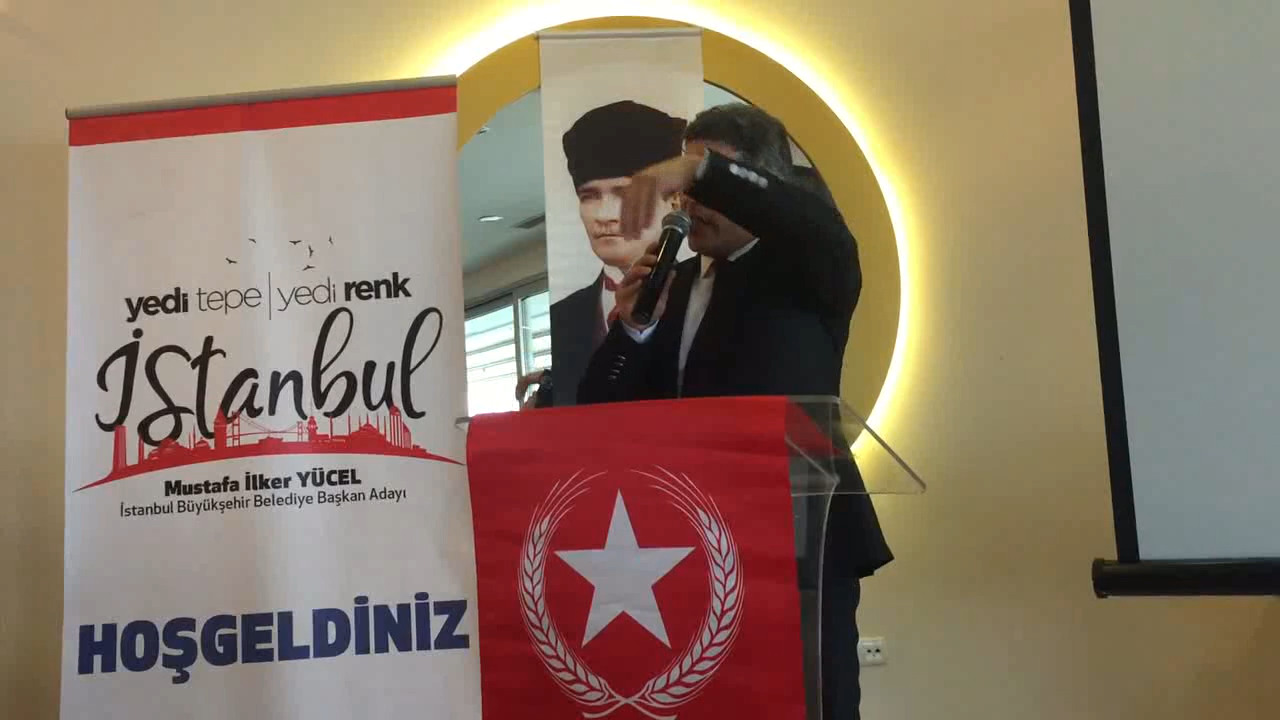 yedi tepe | yedi renk
İstanbul
Mustafa İlker YÜCEL
İstanbul Büyükşehir Belediye Başkan Adayı
HOŞGELDİNİZ